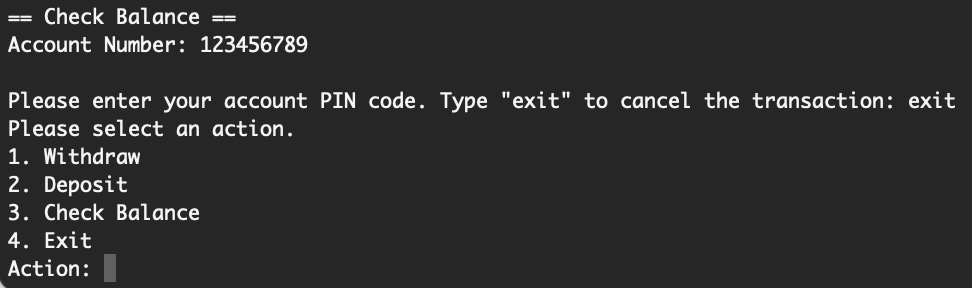 == Check Balance ==
Account Number: 123456789
Please enter your account PIN code. Type "exit" to cancel the transaction: exit
Please select an action.
1. Withdraw
2. Deposit
3. Check Balance
4. Exit
Action: